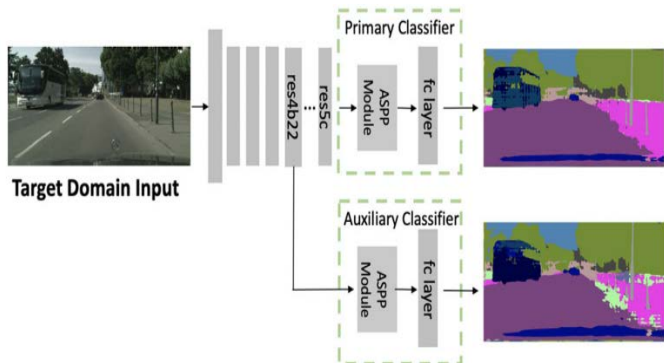 Primary Classifier
res4b22
...
res5c
ASPP
Module
fc layer
Target Domain Input
Auxiliary Classifier
ASPP
Module
fc layer